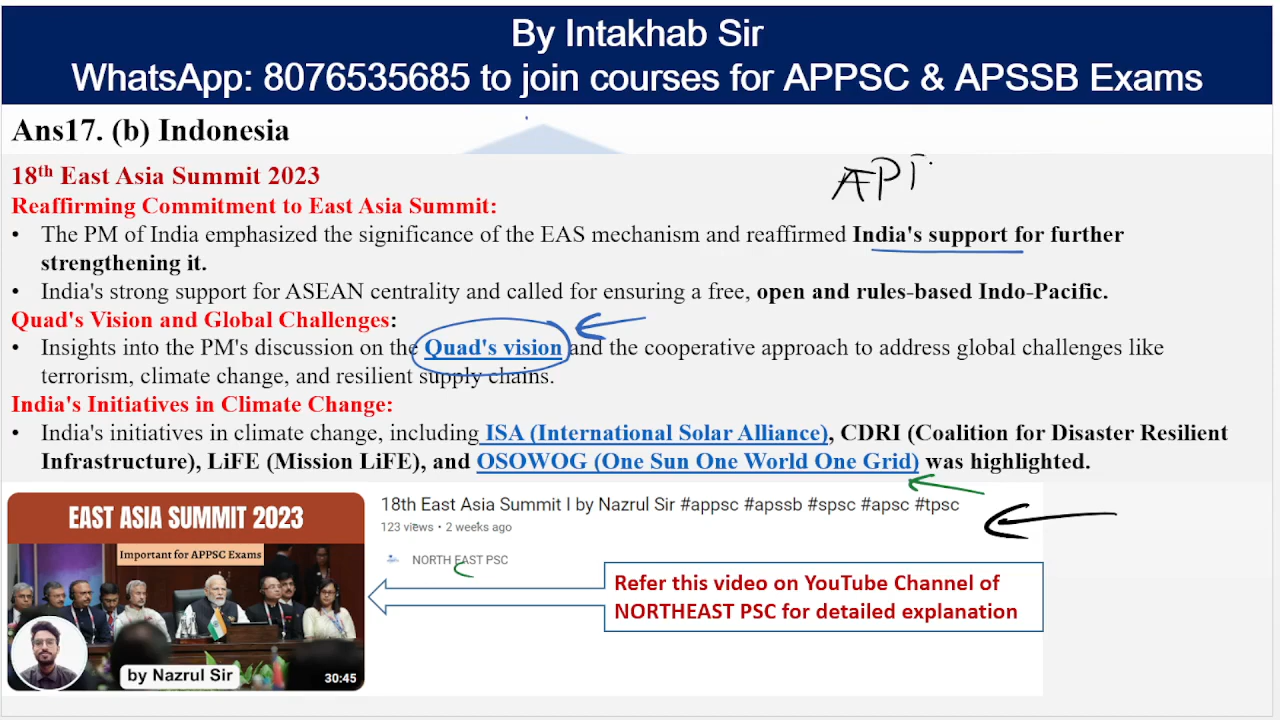 By Intakhab Sir
WhatsApp: 8076535685 to join courses for APPSC & APSSB Exams
Ans17. (b) Indonesia
18th East Asia Summit 2023
Reaffirming Commitment to East Asia Summit:
• The PM of India emphasized the significance of the EAS mechanism and reaffirmed India's support for further
strengthening it.
• India's strong support for ASEAN centrality and called for ensuring a free, open and rules-based Indo-Pacific.
Quad's Vision and Global Challenges:
• Insights into the PM's discussion on the Quad's vision and the cooperative approach to address global challenges like
terrorism, climate change, and resilient supply chains.
India's Initiatives in Climate Change:
• India's initiatives in climate change, including ISA (International Solar Alliance), CDRI (Coalition for Disaster Resilient
Infrastructure), LiFE (Mission LiFE), and OSOWOG (One Sun One World One Grid) was highlighted.
EAST ASIA SUMMIT 2023
Important for APPSC Exams
by Nazrul Sir
30:45
18th East Asia Summit I by Nazrul Sir #appsc #apssb #spsc #apsc #tpsc
123 views • 2 weeks ago
NORTH EAST PSC
Refer this video on YouTube Channel of
NORTHEAST PSC for detailed explanation